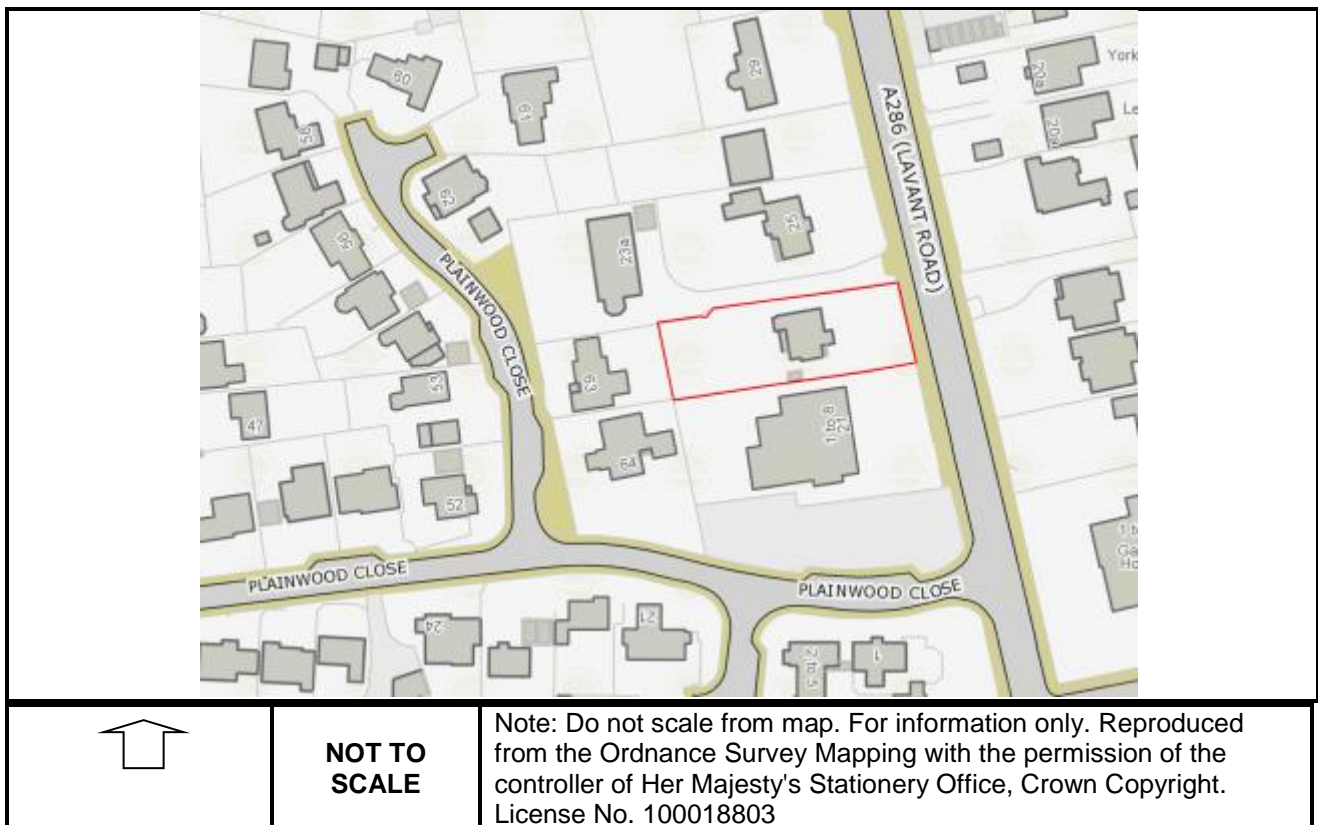 60
61
29
York
20a
58
A286 (LAVANT ROAD)
Le
20a
62
56
23a
25
PLAINWOOD CLOSE
63
53
47
1 to 8
21
64
52
PLAINWOOD CLOSE
PLAINWOOD CLOSE
1 to
Ga
Ho
24
21
2 to 5
1
NOT TO
SCALE
Note: Do not scale from map. For information only. Reproduced
from the Ordnance Survey Mapping with the permission of the
controller of Her Majesty's Stationery Office, Crown Copyright.
License No. 100018803